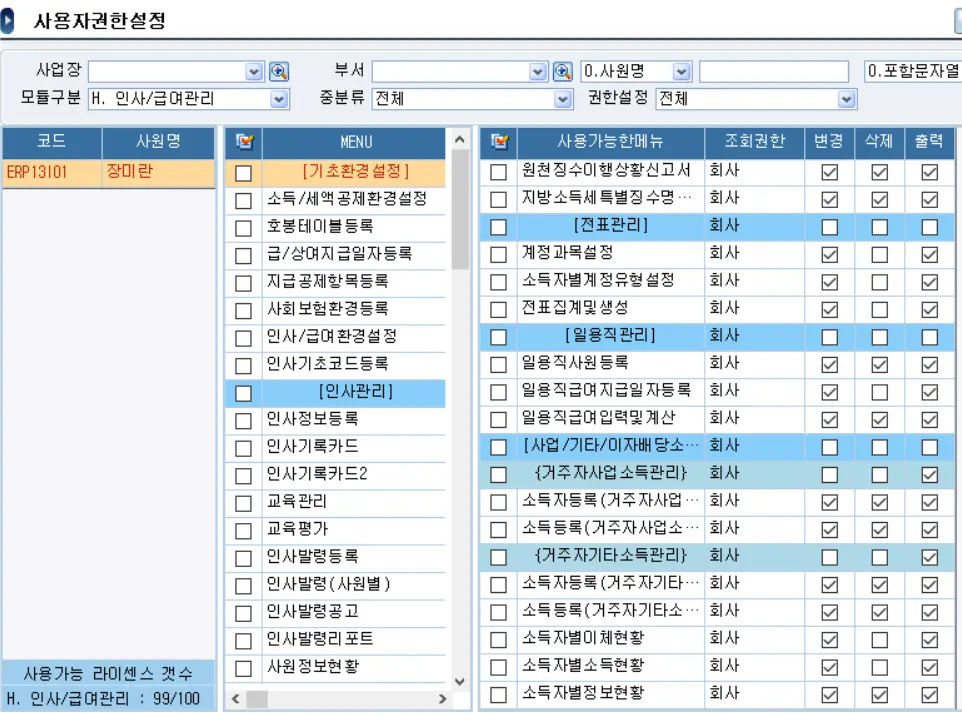 사용자권한설정
사업장 부서 0.사원명 0.포함문자열
모듈구분 H. 인사/급여관리 중분류 전체 권한설정 전체
코드 사원명
ERP13I01 장미란
사용가능 라이센스 갯수
H. 인사/급여관리 : 99/100
MENU
[기초환경설정]
소득/세액공제환경설정
호봉테이블등록
급/상여지급일자등록
지급공제항목등록
사회보험환경등록
인사/급여환경설정
인사기초코드등록
[인사관리]
인사정보등록
인사기록카드
인사기록카드2
교육관리
교육평가
인사발령등록
인사발령(사원별)
인사발령공고
인사발령리포트
사원정보현황
사용가능한메뉴 조회권한 변경 삭제 출력
원천징수이행상황신고서 회사
지방소득세특별징수명… 회사
[전표관리] 회사
계정과목설정 회사
소득자별계정유형설정 회사
전표집계및생성 회사
[일용직관리] 회사
일용직사원등록 회사
일용직급여지급일자등록 회사
일용직급여입력및계산 회사
[사업/기타/이자배당소… 회사
{거주자사업소득관리} 회사
소득자등록(거주자사업… 회사
소득등록(거주자사업소… 회사
{거주자기타소득관리} 회사
소득자등록(거주자기타… 회사
소득등록(거주자기타소… 회사
소득자별이체현황 회사
소득자별소득현황 회사
소득자별정보현황 회사